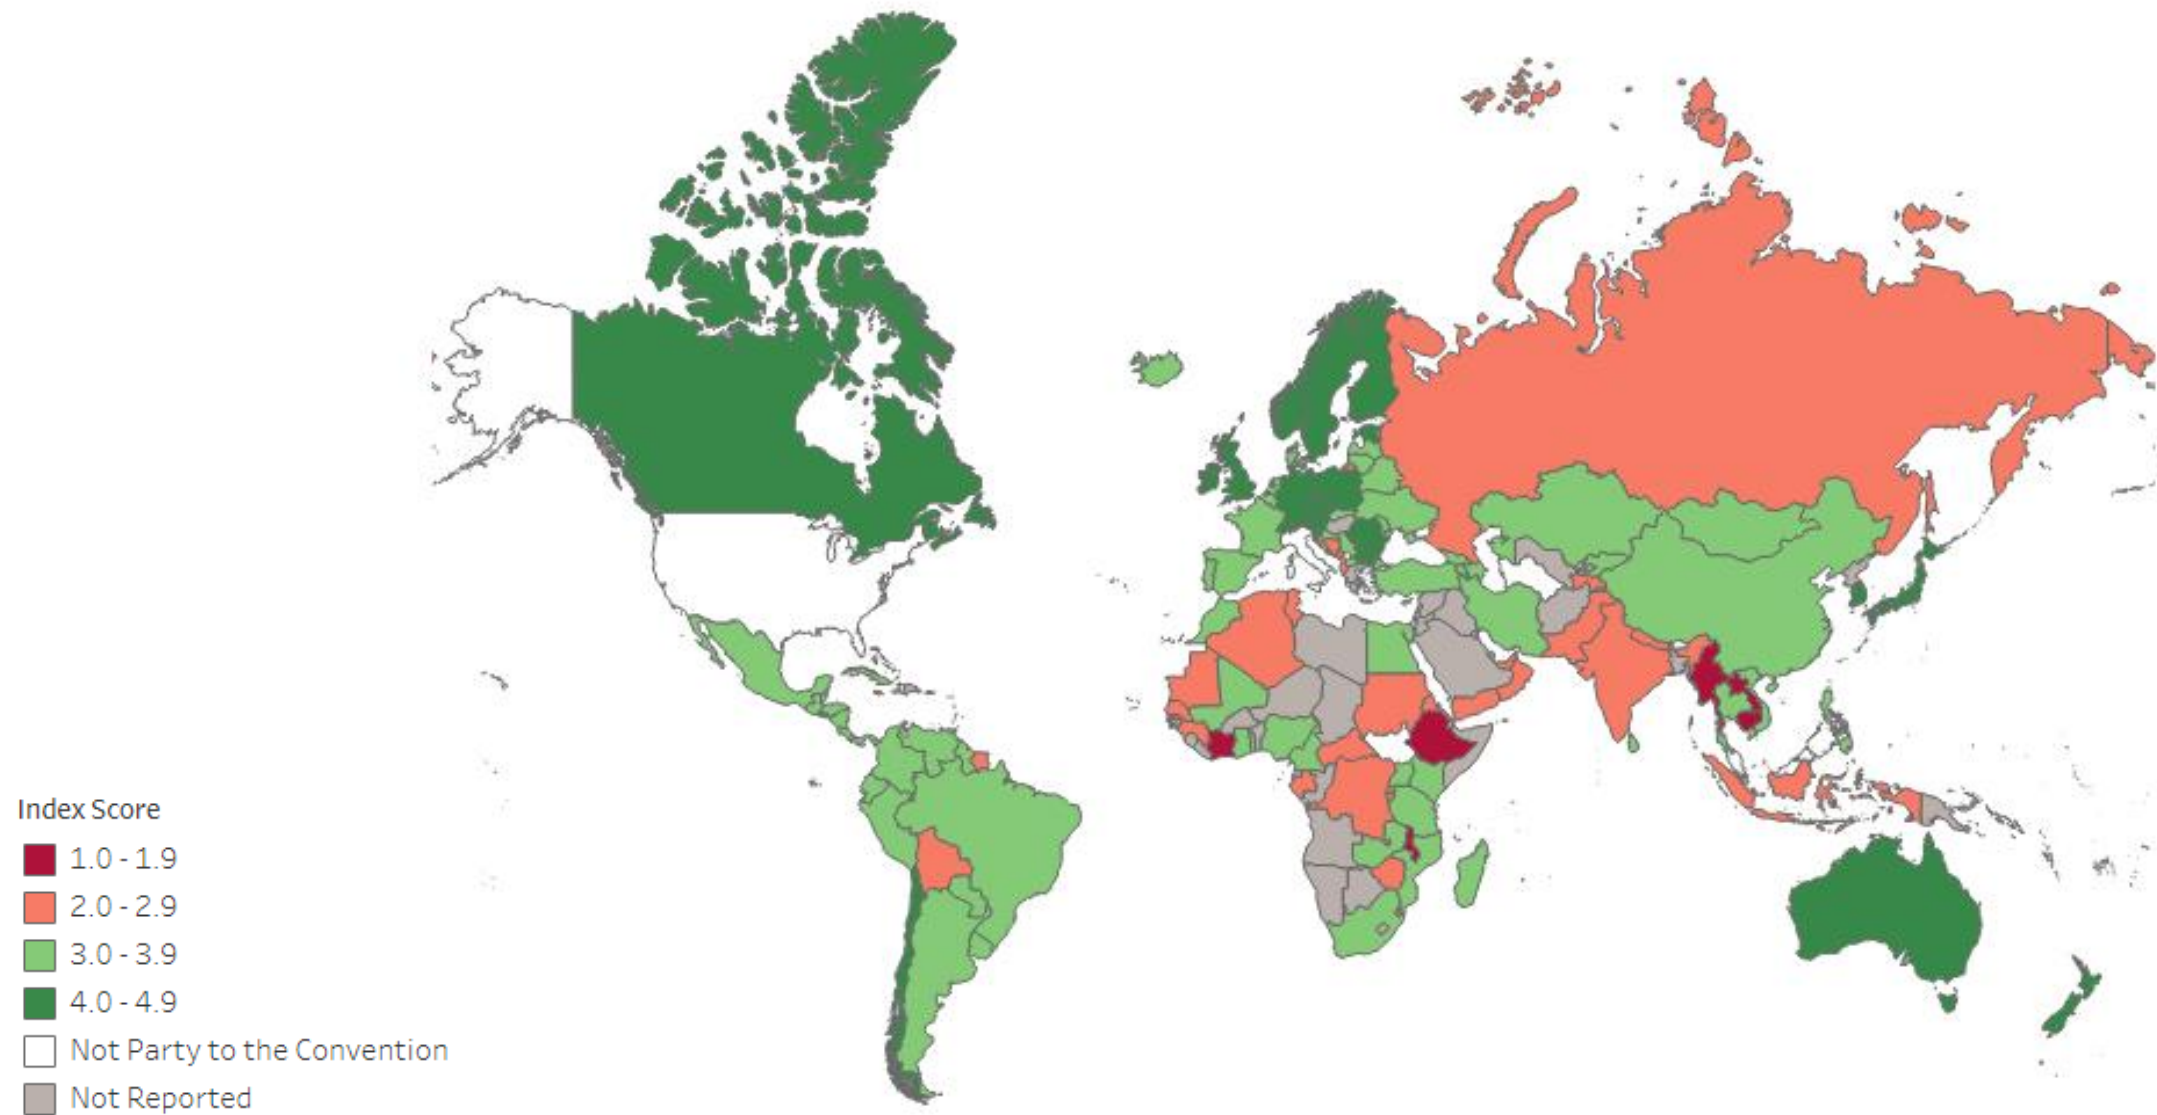 Index Score
1.0 - 1.9
2.0 - 2.9
3.0 - 3.9
4.0 - 4.9
Not Party to the Convention
Not Reported